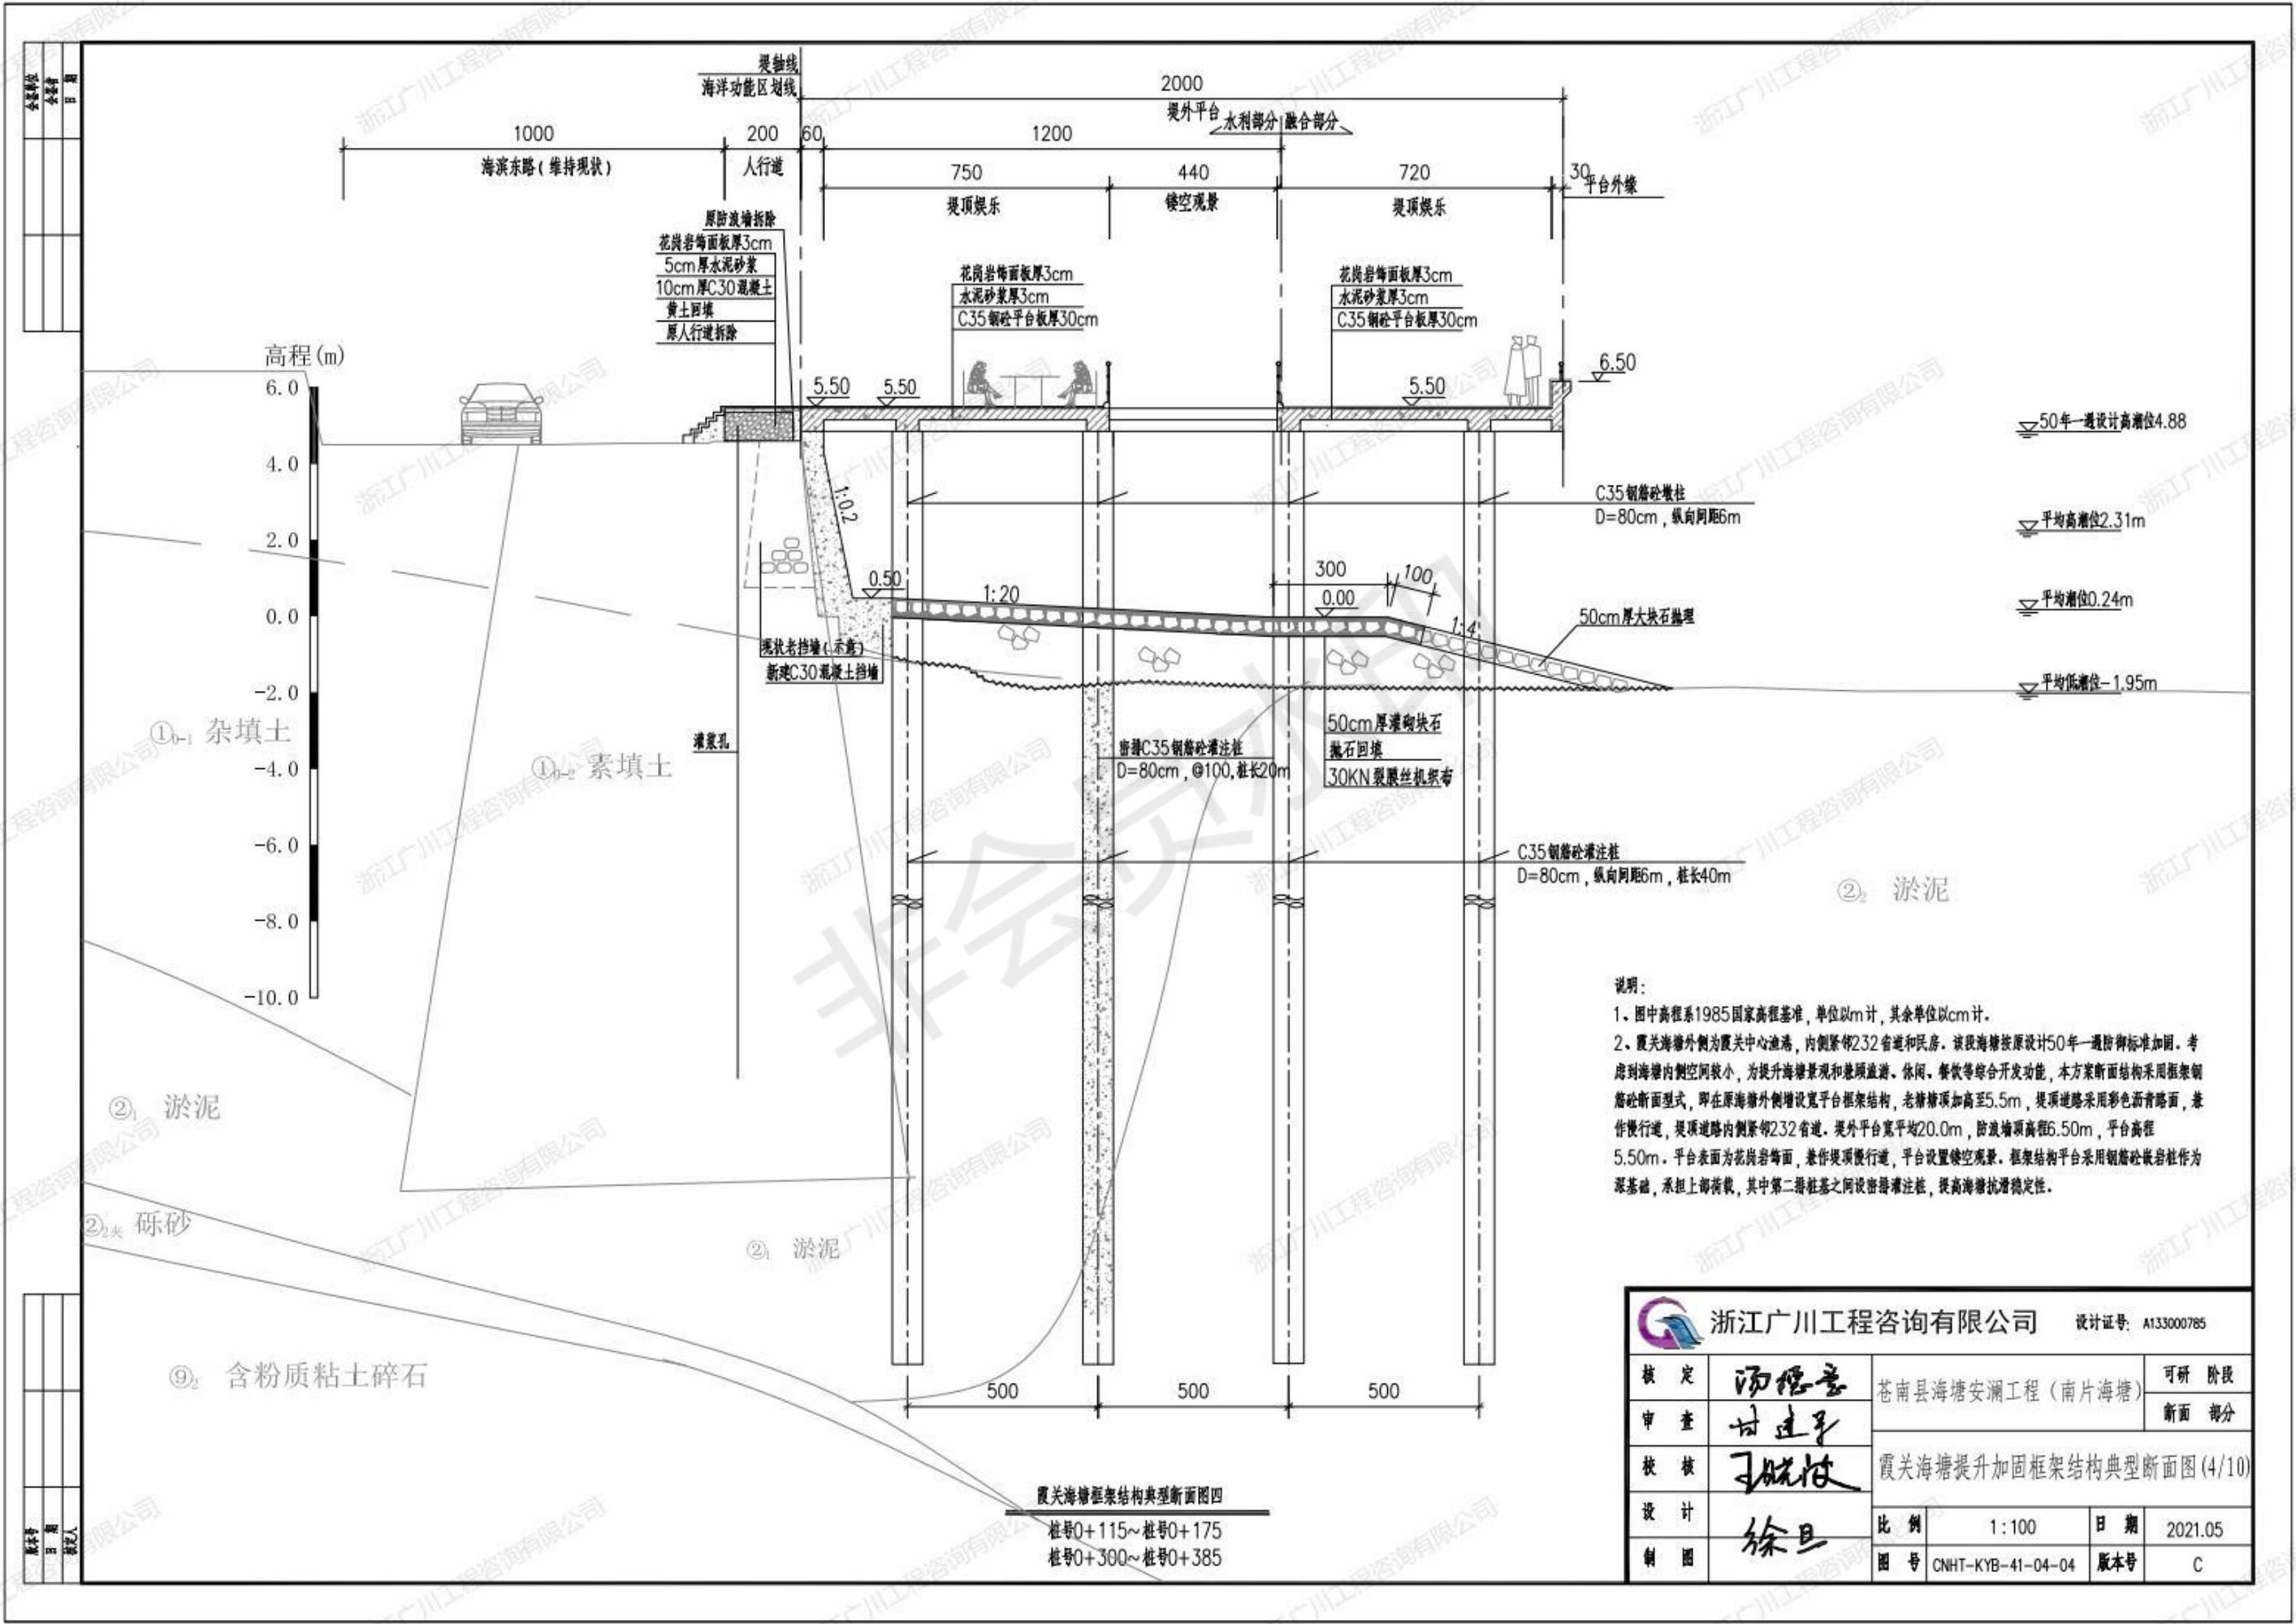 会签单位
会签者
日 期
堤轴线
海洋功能区划线
2000
堤外平台
水利部分 融合部分
1000
200
60
1200
海滨东路(维持现状)
人行道
750
440
720
30
平台外缘
堤顶娱乐
镂空观景
堤顶娱乐
原防浪墙拆除
花岗岩饰面板厚3cm
5cm厚水泥砂浆
10cm厚C30混凝土
黄土回填
原人行道拆除
花岗岩饰面板厚3cm
水泥砂浆厚3cm
C35钢砼平台板厚30cm
花岗岩饰面板厚3cm
水泥砂浆厚3cm
C35钢砼平台板厚30cm
高程(m)
6.0
4.0
2.0
0.0
-2.0
-4.0
-6.0
-8.0
-10.0
5.50
5.50
5.50
6.50
50年一遇设计高潮位4.88
平均高潮位2.31m
平均潮位0.24m
平均低潮位-1.95m
C35钢筋砼墩柱
D=80cm,纵向间距6m
1:0.2
0.50
1:20
300
100
0.00
1:4
50cm厚大块石抛理
现状老挡墙(示意)
新建C30混凝土挡墙
灌浆孔
密排C35钢筋砼灌注桩
D=80cm,@100,桩长20m
50cm厚灌砌块石
抛石回填
30KN裂膜丝机织布
C35钢筋砼灌注桩
D=80cm,纵向间距6m,桩长40m
①0-1 杂填土
①0-2 素填土
②2 淤泥
②1 淤泥
②2夹 砾砂
②1 淤泥
⑨2 含粉质粘土碎石
500
500
500
霞关海塘框架结构典型断面图四
桩号0+115~桩号0+175
桩号0+300~桩号0+385
说明:
1、图中高程系1985国家高程基准,单位以m计,其余单位以cm计。
2、霞关海塘外侧为霞关中心渔港,内侧紧邻232省道和民房。该段海塘按原设计50年一遇防御标准加固。考
虑到海塘内侧空间较小,为提升海塘景观和兼顾旅游、休闲、餐饮等综合开发功能,本方案断面结构采用框架钢
筋砼断面型式,即在原海塘外侧增设宽平台框架结构,老塘塘顶加高至5.5m,堤顶道路采用彩色沥青路面,兼
作慢行道,堤顶道路内侧紧邻232省道。堤外平台宽平均20.0m,防浪墙顶高程6.50m,平台高程
5.50m。平台表面为花岗岩饰面,兼作堤顶慢行道,平台设置镂空观景。框架结构平台采用钢筋砼嵌岩桩作为
深基础,承担上部荷载,其中第二排桩基之间设密排灌注桩,提高海塘抗滑稳定性。
浙江广川工程咨询有限公司
设计证号: A133000785
核 定
汤德意
审 查
校 核
王晓波
设 计
徐旦
制 图
苍南县海塘安澜工程(南片海塘)
可研 阶段
断面 部分
霞关海塘提升加固框架结构典型断面图(4/10)
比 例
1:100
日 期
2021.05
图 号
CNHT-KYB-41-04-04
版本号
C
版本号
日 期
核定人
非会员水印
浙江广川工程咨询有限公司